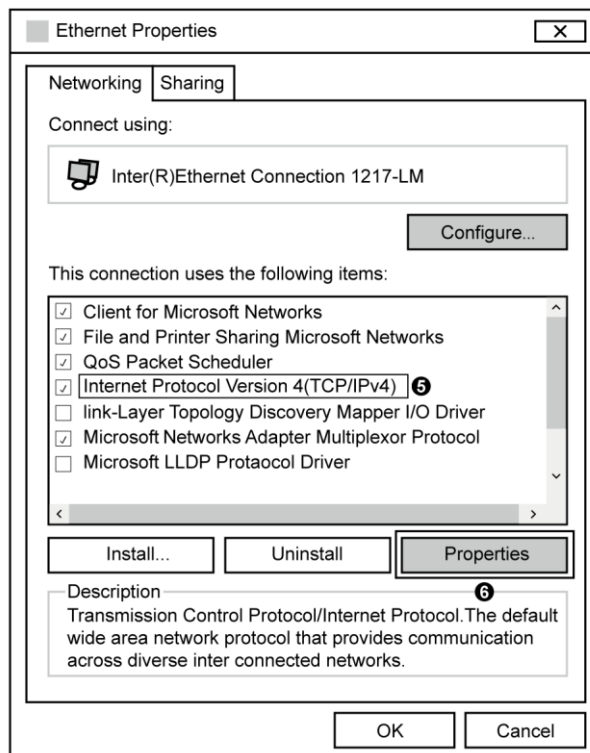 Ethernet Properties
Networking
Sharing
Connect using:
Inter(R)Ethernet Connection 1217-LM
Configure...
This connection uses the following items:
Client for Microsoft Networks
File and Printer Sharing Microsoft Networks
QoS Packet Scheduler
Internet Protocol Version 4(TCP/IPv4) ❺
link-Layer Topology Discovery Mapper I/O Driver
Microsoft Networks Adapter Multiplexor Protocol
Microsoft LLDP Protaocol Driver
Install...
Uninstall
Properties
❻
Description
Transmission Control Protocol/Internet Protocol.The default
wide area network protocol that provides communication
across diverse inter connected networks.
OK
Cancel